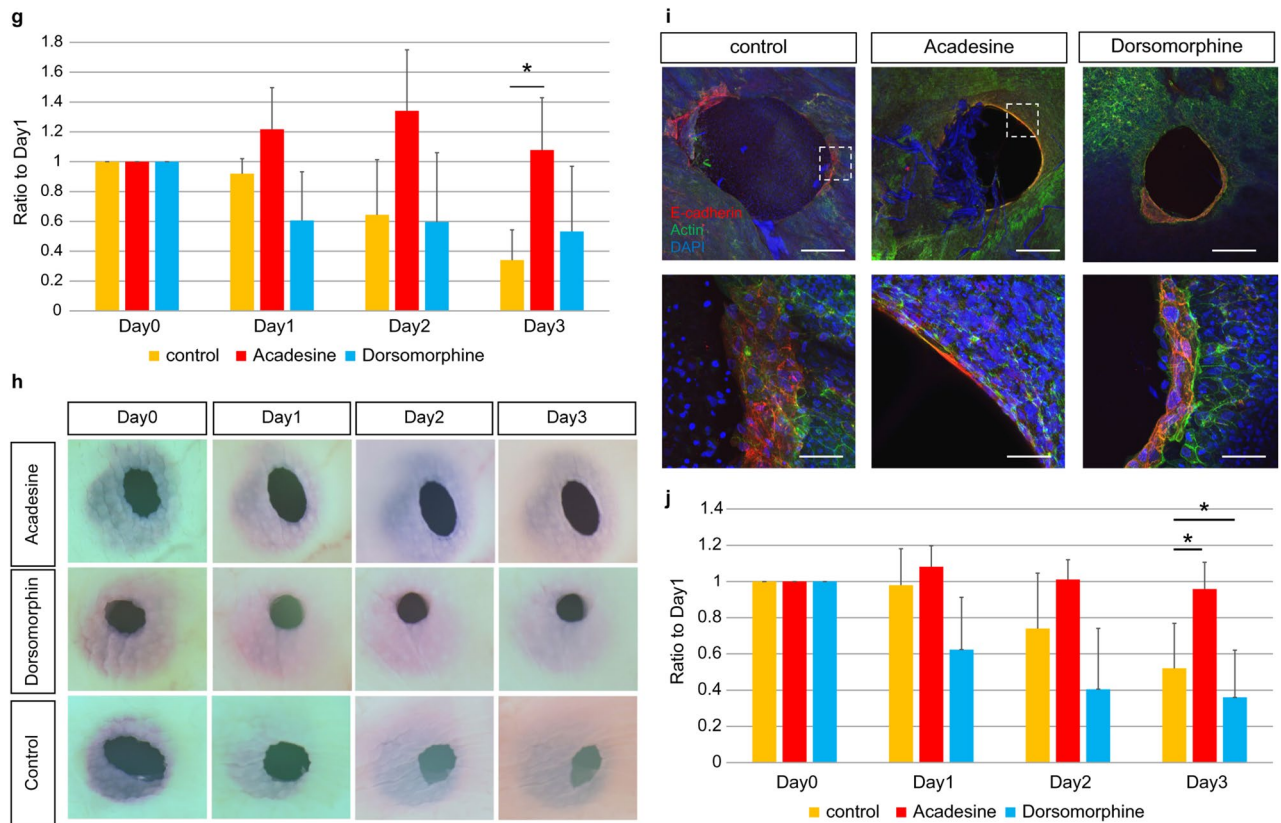 g
1.8
1.6
1.4
1.2
1
0.8
0.6
0.4
0.2
0
Ratio to Day1
*
Day0 Day1 Day2 Day3
control Acadesine Dorsomorphine
h
Day0 Day1 Day2 Day3
Acadesine
Dorsomorphin
Control
i
control Acadesine Dorsomorphine
E-cadherin
Actin
DAPI
j
1.4
1.2
1
0.8
0.6
0.4
0.2
0
Ratio to Day1
*
*
Day0 Day1 Day2 Day3
control Acadesine Dorsomorphine